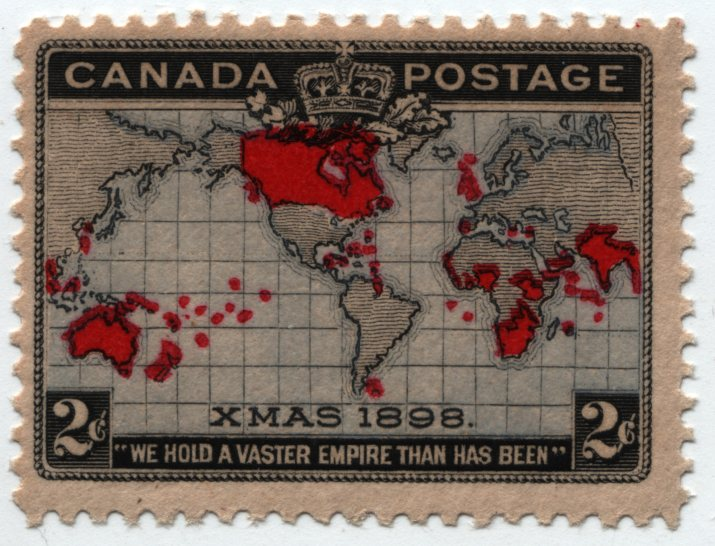 CANADA POSTAGE
XMAS 1898.
2¢ 2¢
"WE HOLD A VASTER EMPIRE THAN HAS BEEN"